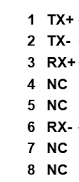 1 TX+
2 TX-
3 RX+
4 NC
5 NC
6 RX-
7 NC
8 NC